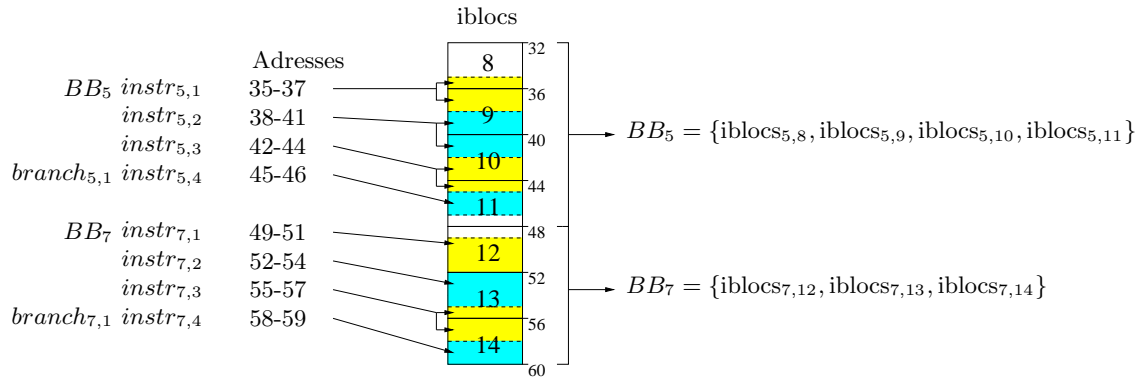 iblocs
Adresses
BB5 instr5,1 35-37
instr5,2 38-41
instr5,3 42-44
branch5,1 instr5,4 45-46
BB7 instr7,1 49-51
instr7,2 52-54
instr7,3 55-57
branch7,1 instr7,4 58-59
32
8
36
9
40
10
44
11
48
12
52
13
56
14
60
BB5 = {iblocs5,8, iblocs5,9, iblocs5,10, iblocs5,11}
BB7 = {iblocs7,12, iblocs7,13, iblocs7,14}